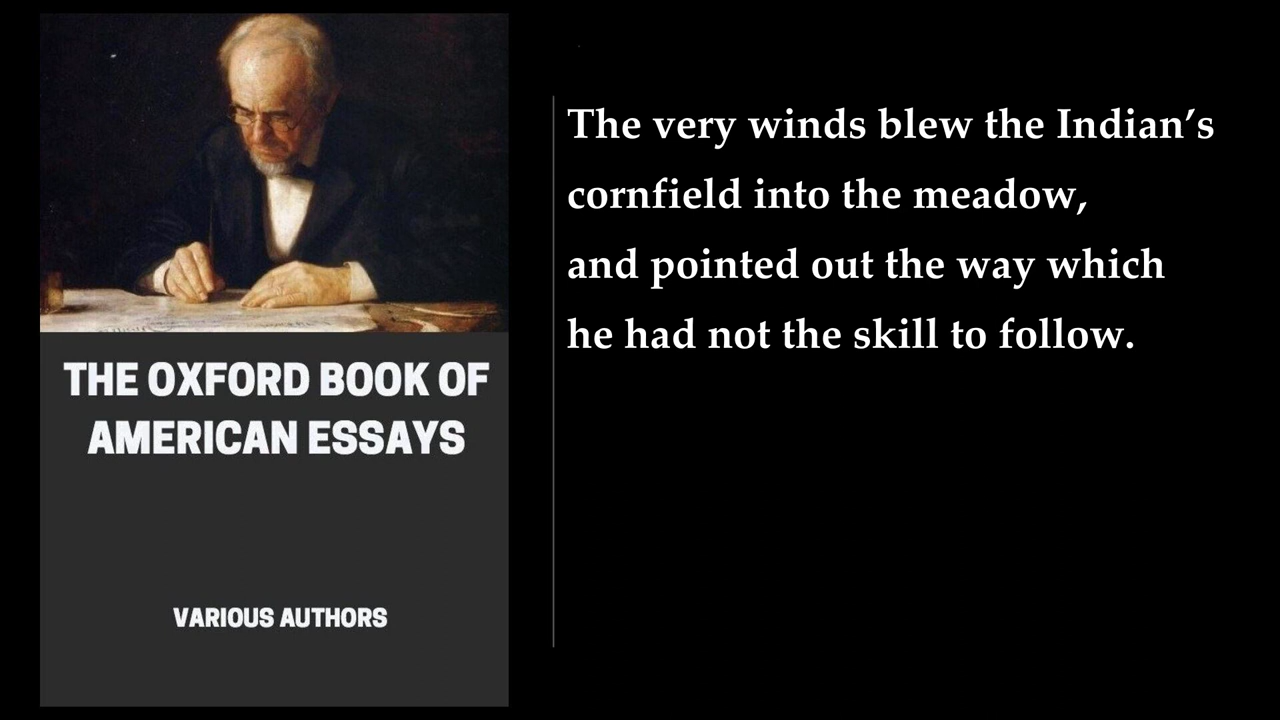 THE OXFORD BOOK OF
AMERICAN ESSAYS
VARIOUS AUTHORS
The very winds blew the Indian’s
cornfield into the meadow,
and pointed out the way which
he had not the skill to follow.